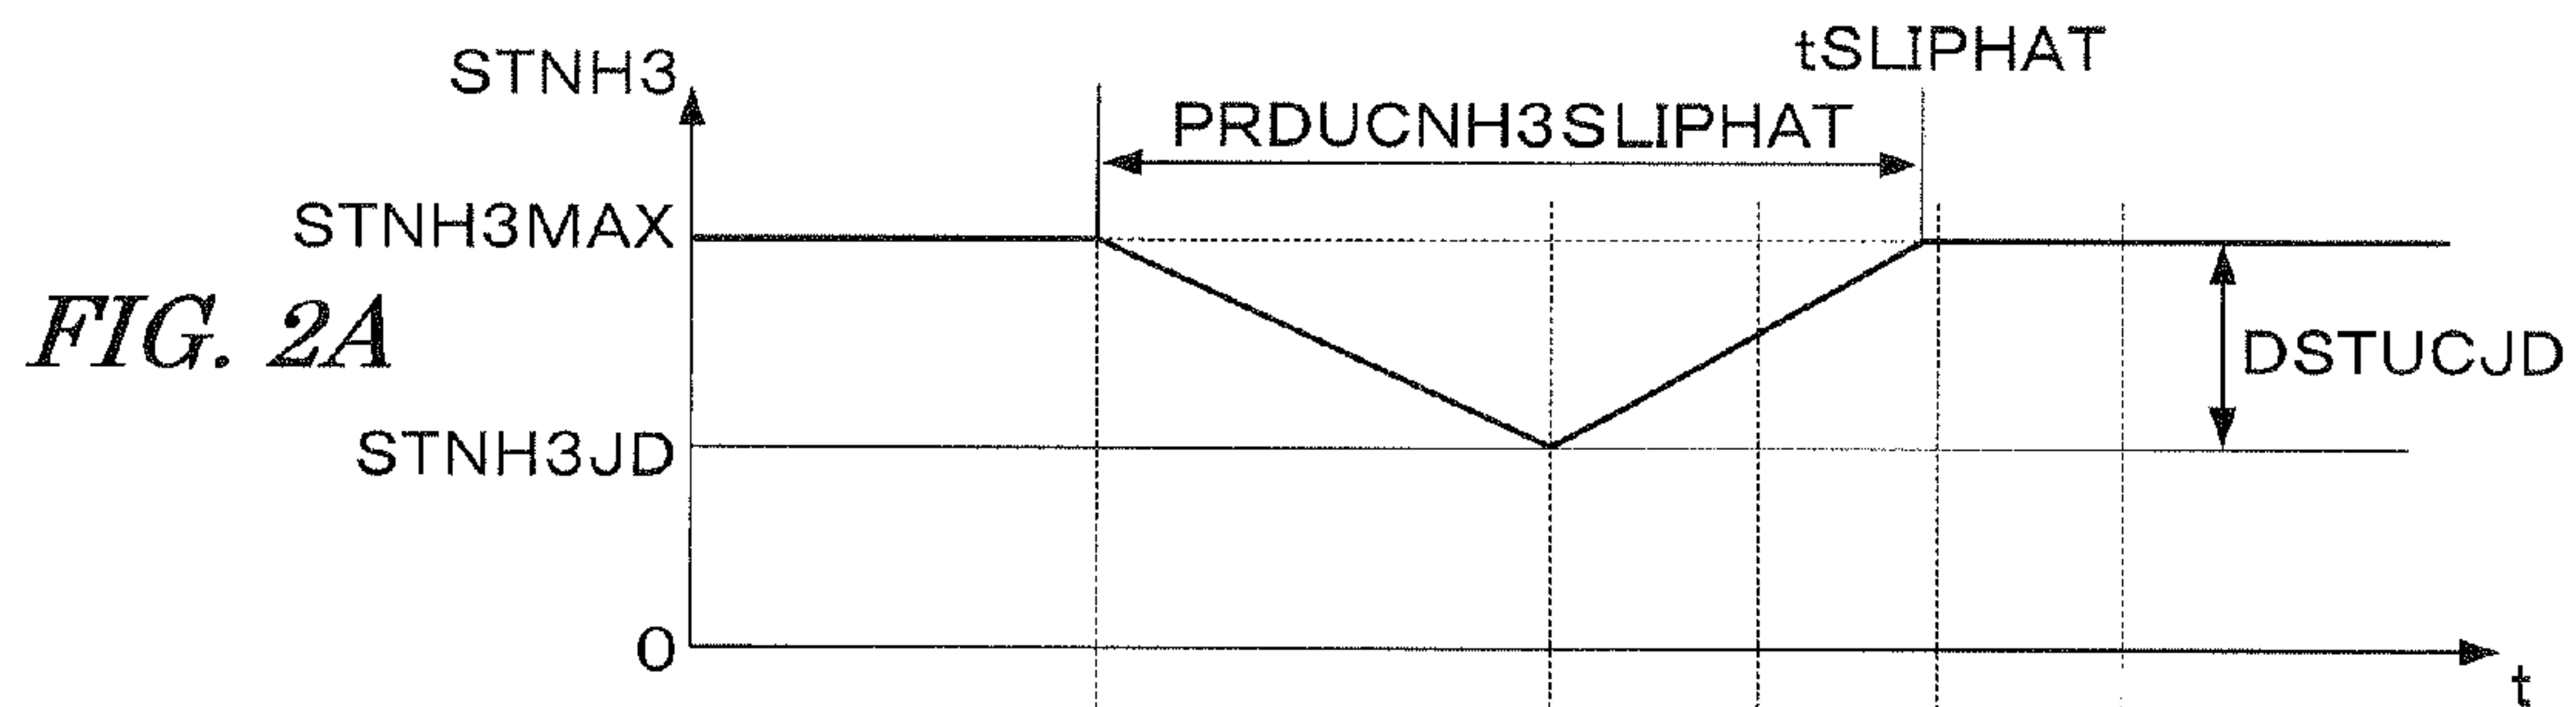 tSLIPHAT
STNH3
PRDUCNH3SLIPHAT
STNH3MAX
FIG. 2A
DSTUCJD
STNH3JD
0
t